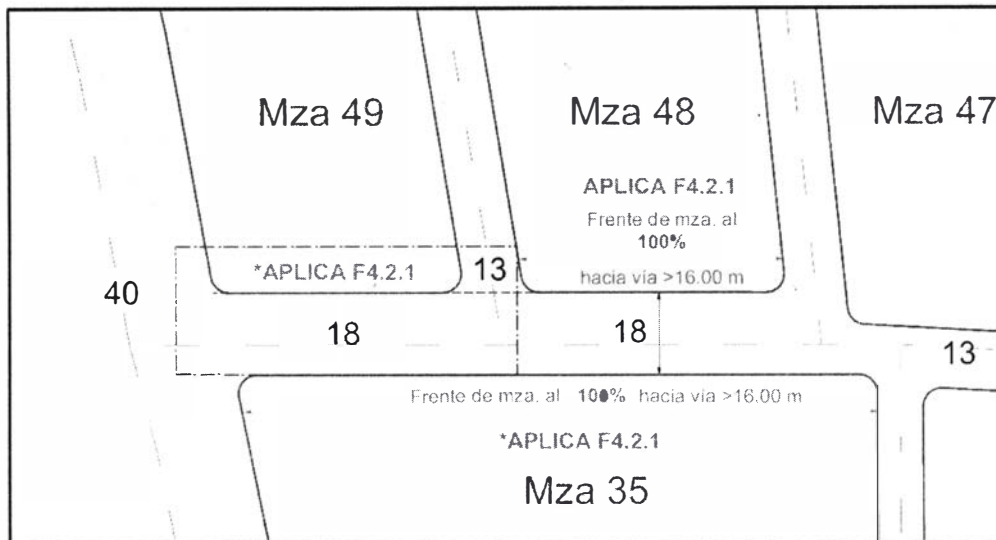 Mza 49
Mza 48
Mza 47
APLICA F4.2.1
Frente de mza. al
100%
hacia vía >16.00 m
*APLICA F4.2.1
13
40
18
18
13
Frente de mza. al 100% hacia vía >16.00 m
*APLICA F4.2.1
Mza 35